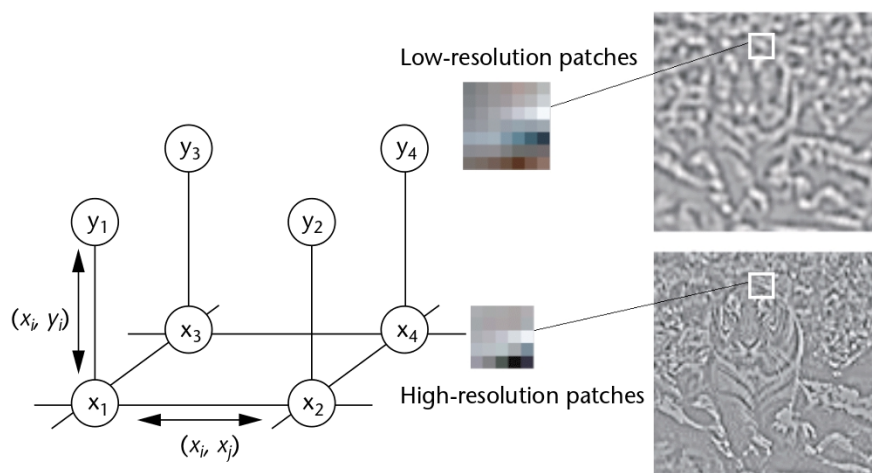 Low-resolution patches
y3
y4
y1
y2
(xi, yi)
x3
x4
High-resolution patches
x1
x2
(xi, xj)